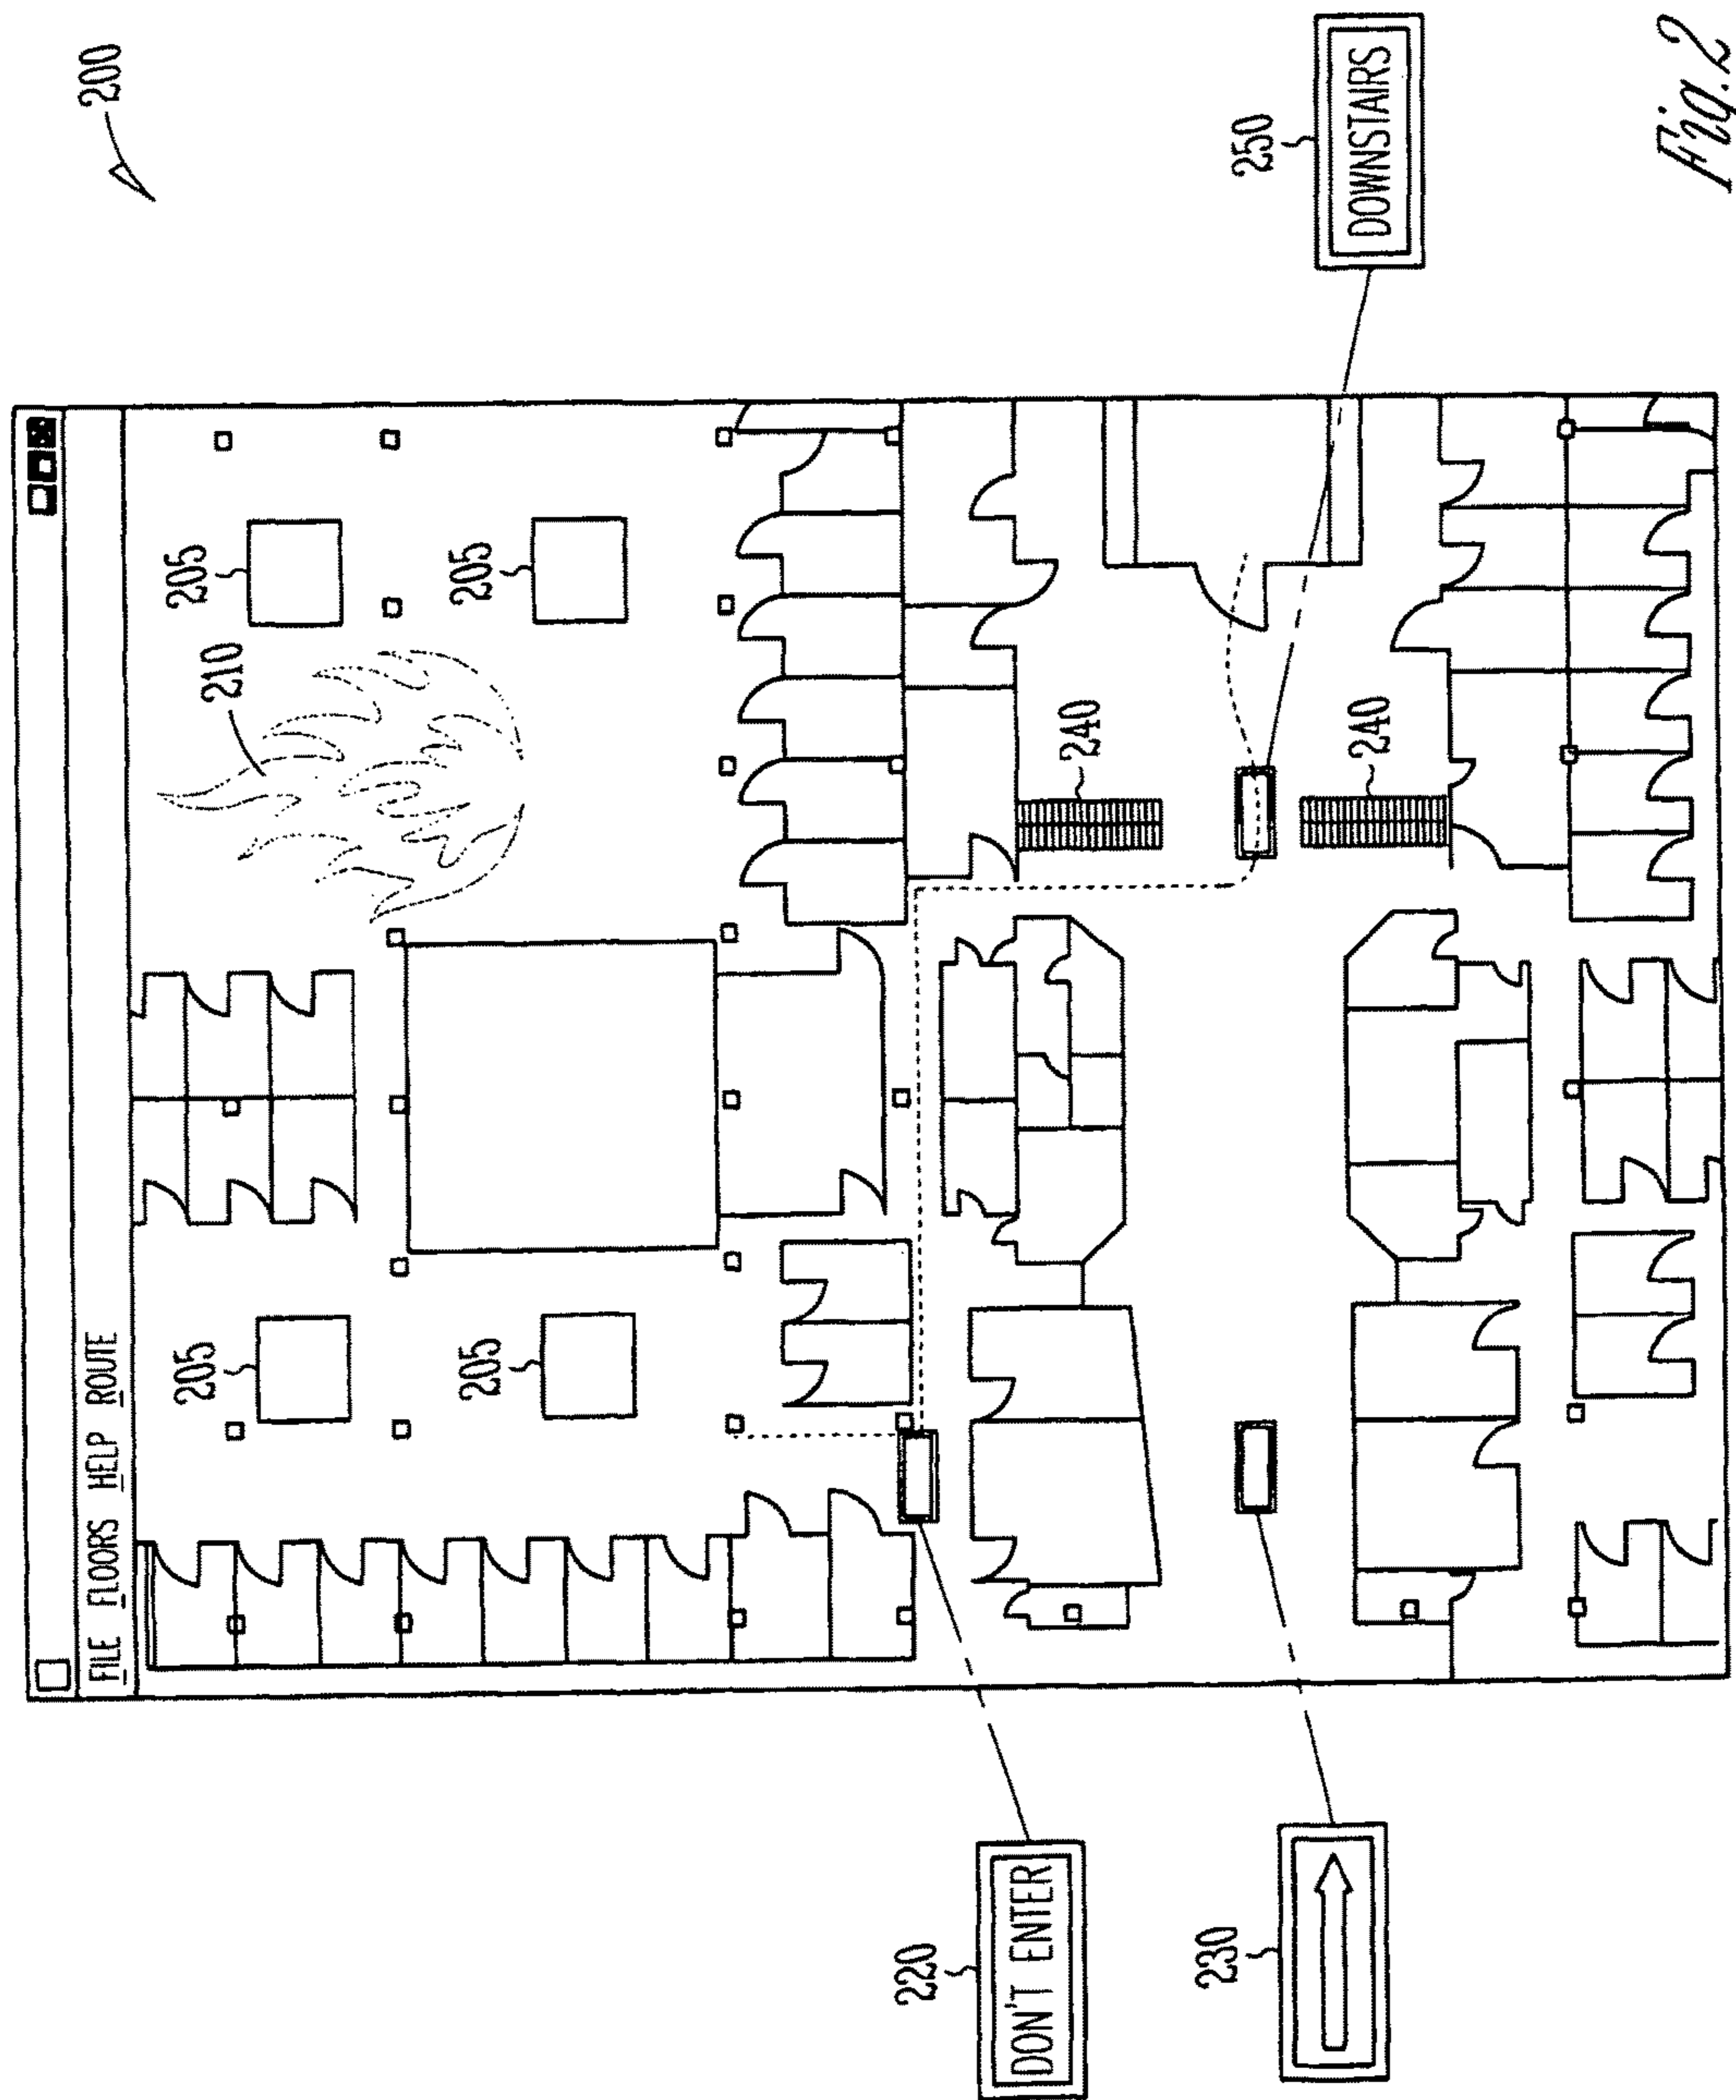 200
FILE FLOORS HELP ROUTE
205
205
210
205
205
240
240
220
DON'T ENTER
230
250
DOWNSTAIRS
Fig. 2